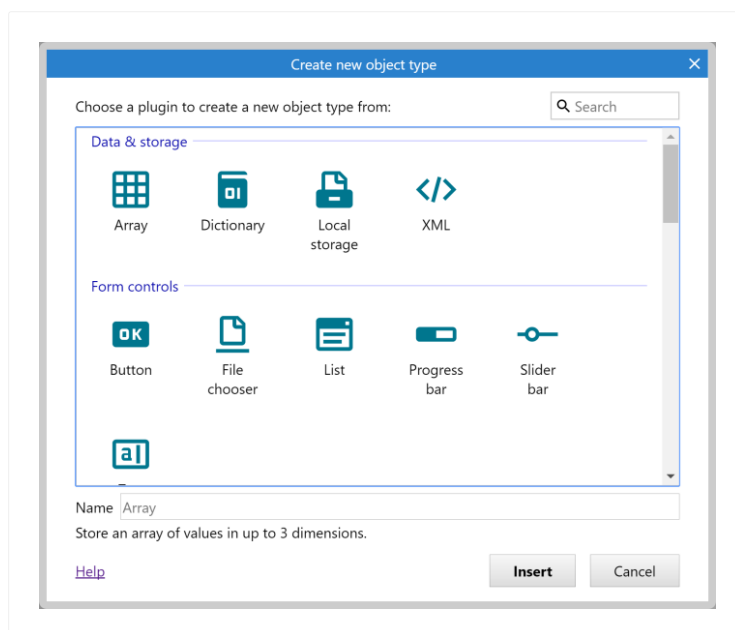 Create new object type
Choose a plugin to create a new object type from:
Search
Data & storage
Array
Dictionary
Local
storage
XML
Form controls
OK
Button
File
chooser
List
Progress
bar
Slider
bar
a
Name Array
Store an array of values in up to 3 dimensions.
Help
Insert
Cancel